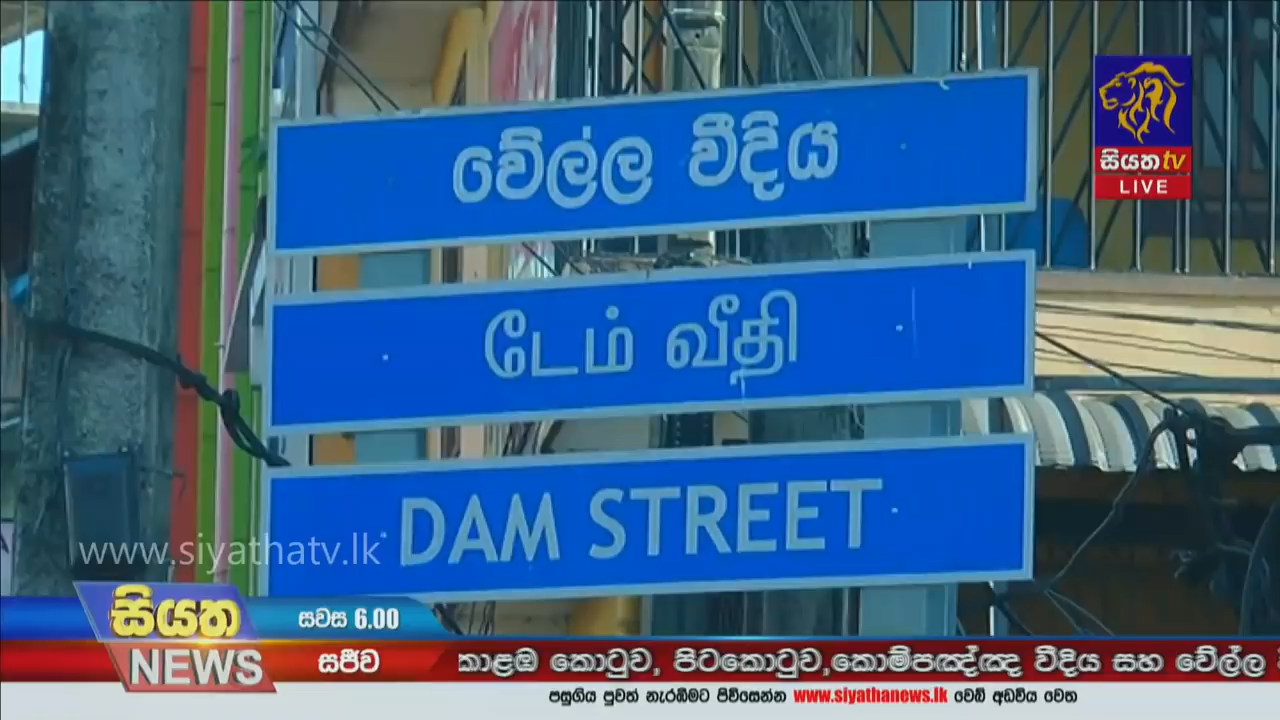 වේල්ල වීදිය
සියත tv
LIVE
டேம் வீதி
DAM STREET
www.siyathatv.lk
සියත
සවස 6.00
NEWS
සජීව
කාළඹ කොටුව, පිටකොටුව,කොම්පඤ්ඤ වීදිය සහ වේල්ල
පසුගිය පුවත් නැරඹීමට පිවිසෙන්න www.siyathanews.lk වෙබ් අඩවිය වෙත